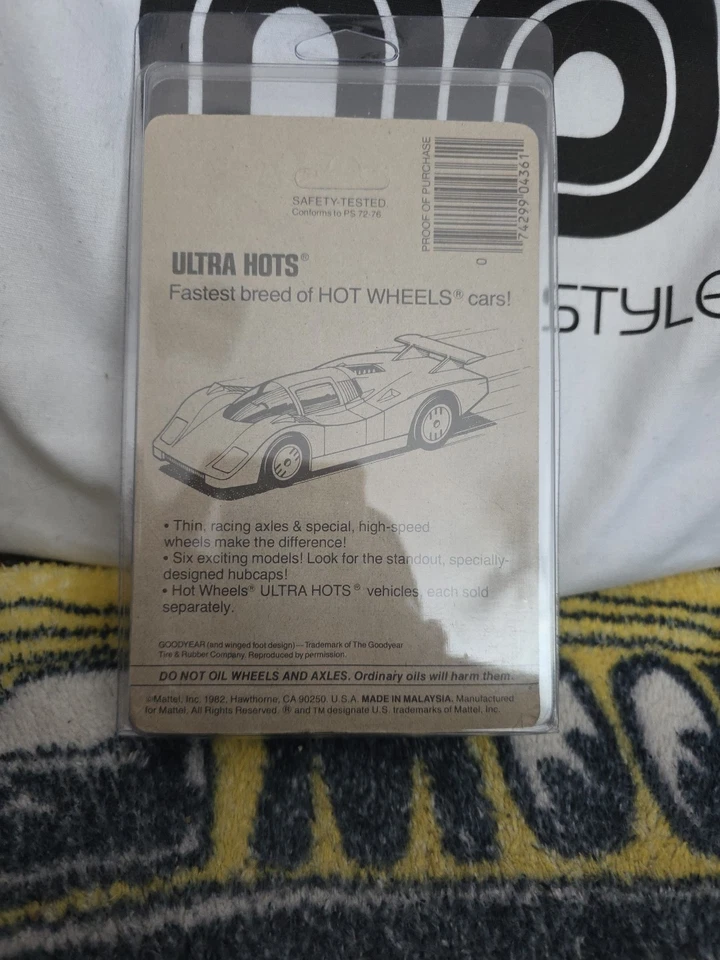 SAFETY-TESTED
Conforms to PS 72-76
PROOF OF PURCHASE
74299 04361
0
ULTRA HOTS®
Fastest breed of HOT WHEELS® cars!
STYLE
• Thin, racing axles & special, high-speed
wheels make the difference!
• Six exciting models! Look for the standout, specially-
designed hubcaps!
• Hot Wheels® ULTRA HOTS® vehicles, each sold
separately.
GOODYEAR (and winged foot design)—Trademark of The Goodyear
Tire & Rubber Company. Reproduced by permission.
DO NOT OIL WHEELS AND AXLES. Ordinary oils will harm them.
©Mattel, Inc. 1982, Hawthorne, CA 90250. U.S.A. MADE IN MALAYSIA. Manufactured
for Mattel. All Rights Reserved. ® and TM designate U.S. trademarks of Mattel, Inc.